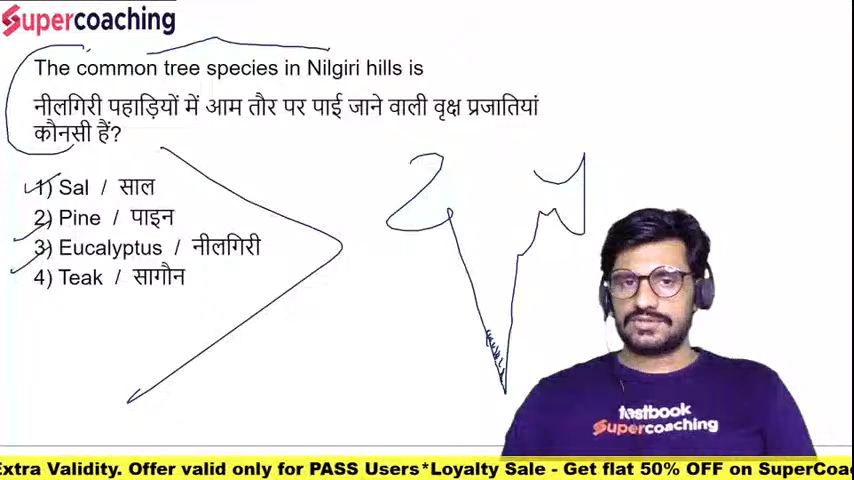 Supercoaching
The common tree species in Nilgiri hills is
नीलगिरी पहाड़ियों में आम तौर पर पाई जाने वाली वृक्ष प्रजातियां
कौनसी हैं?
1) Sal / साल
2) Pine / पाइन
3) Eucalyptus / नीलगिरी
4) Teak / सागौन
testbook
Supercoaching
Extra Validity. Offer valid only for PASS Users*Loyalty Sale - Get flat 50% OFF on SuperCoa